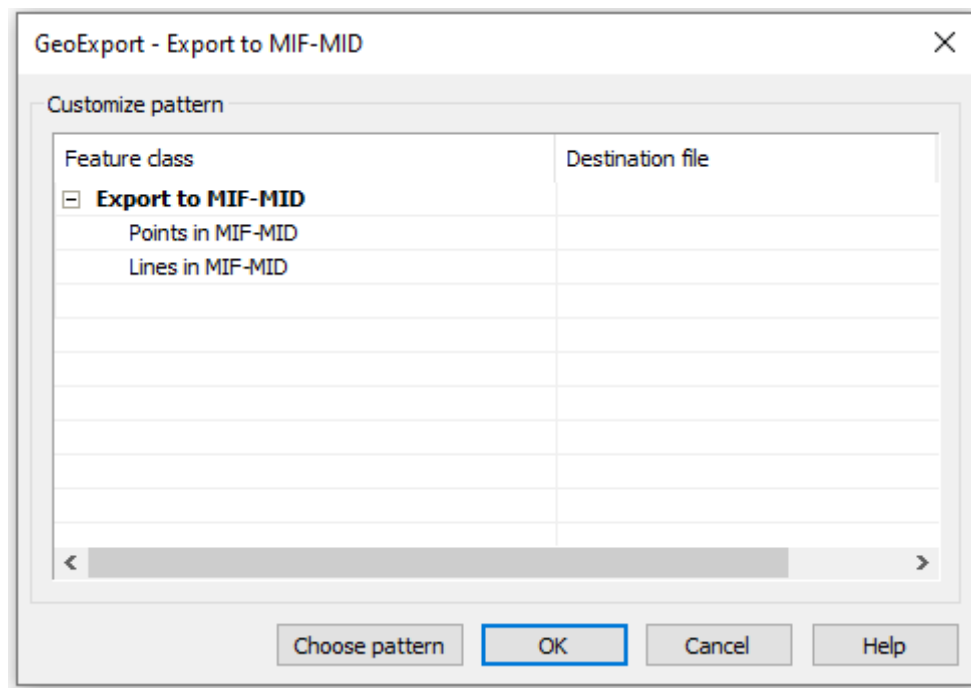 GeoExport - Export to MIF-MID
Customize pattern
Feature class Destination file
Export to MIF-MID
Points in MIF-MID
Lines in MIF-MID
Choose pattern OK Cancel Help